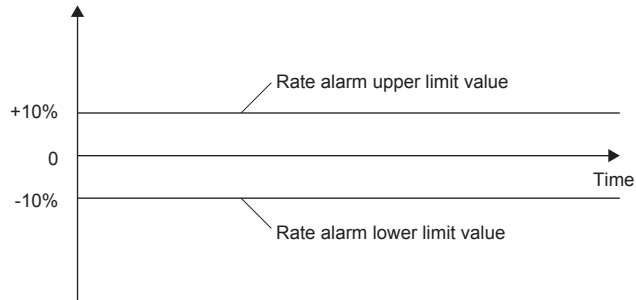 Rate alarm upper limit value
+10%
0
Time
-10%
Rate alarm lower limit value